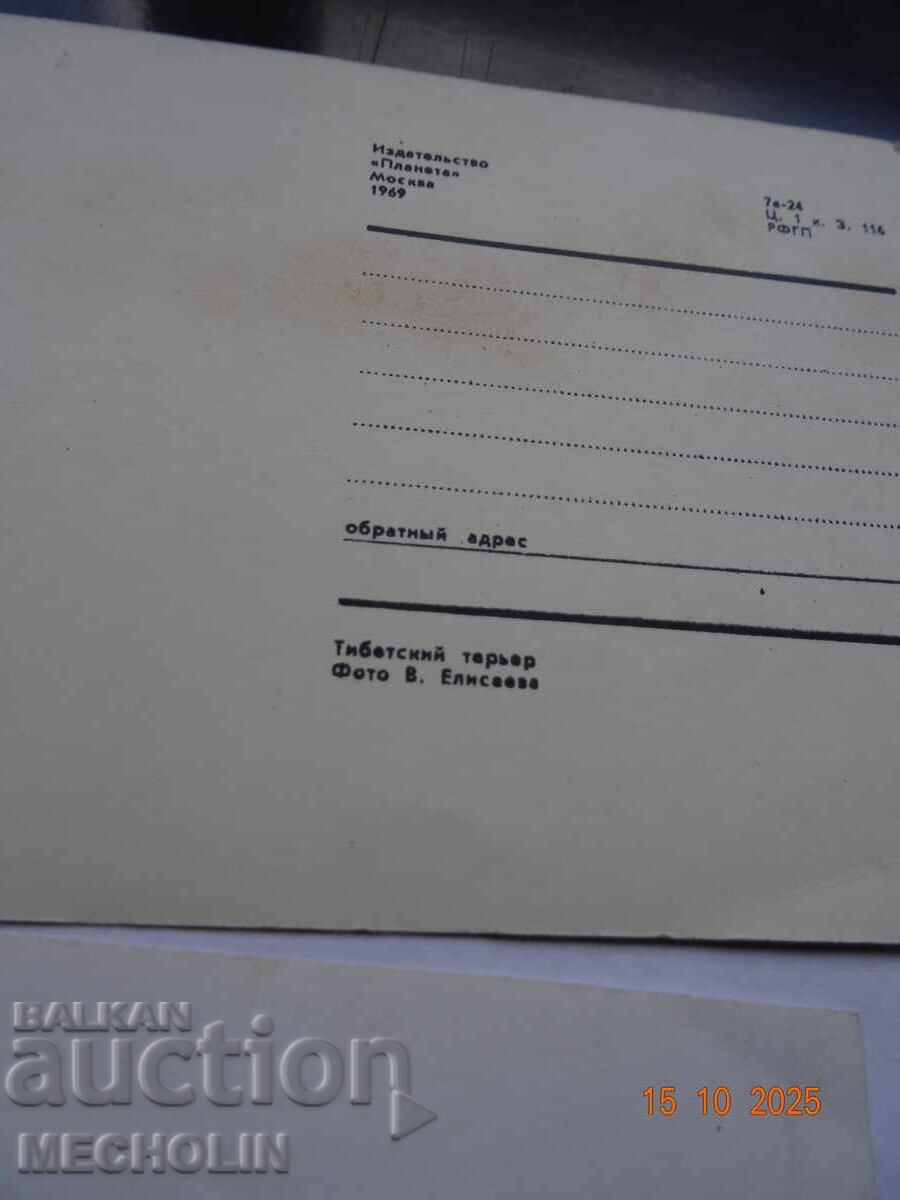 Издательство
«Планета»
Москва
1969
7а-24
Ц. 1 к. З. 116
РФГП
обратный адрес
Тибетский терьер
Фото В. Елисеева
BALKAN
auction
MECHOLIN
15 10 2025